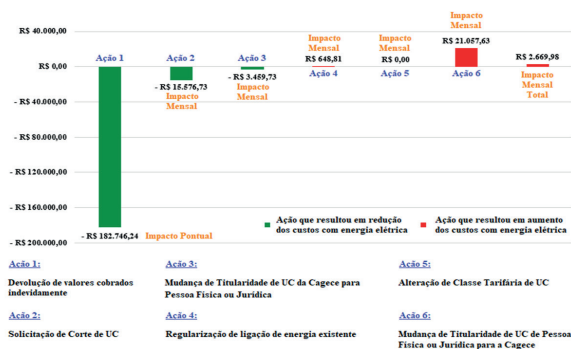 R$ 40.000,00
R$ 0,00
- R$ 40.000,00
- R$ 80.000,00
- R$ 120.000,00
- R$ 160.000,00
- R$ 200.000,00
Ação 1
- R$ 182.746,24 Impacto Pontual
Ação 2
- R$ 15.576,73
Impacto
Mensal
Ação 3
- R$ 3.459,73
Impacto
Mensal
Impacto
Mensal
R$ 648,81
Ação 4
Impacto
Mensal
R$ 0,00
Ação 5
Impacto
Mensal
R$ 21.057,63
Ação 6
R$ 2.669,98
Impacto
Mensal
Total
Ação que resultou em redução
dos custos com energia elétrica
Ação que resultou em aumento
dos custos com energia elétrica
Ação 1:
Devolução de valores cobrados
indevidamente
Ação 2:
Solicitação de Corte de UC
Ação 3:
Mudança de Titularidade de UC da Cagece para
Pessoa Física ou Jurídica
Ação 4:
Regularização de ligação de energia existente
Ação 5:
Alteração de Classe Tarifária de UC
Ação 6:
Mudança de Titularidade de UC de Pessoa
Física ou Jurídica para a Cagece